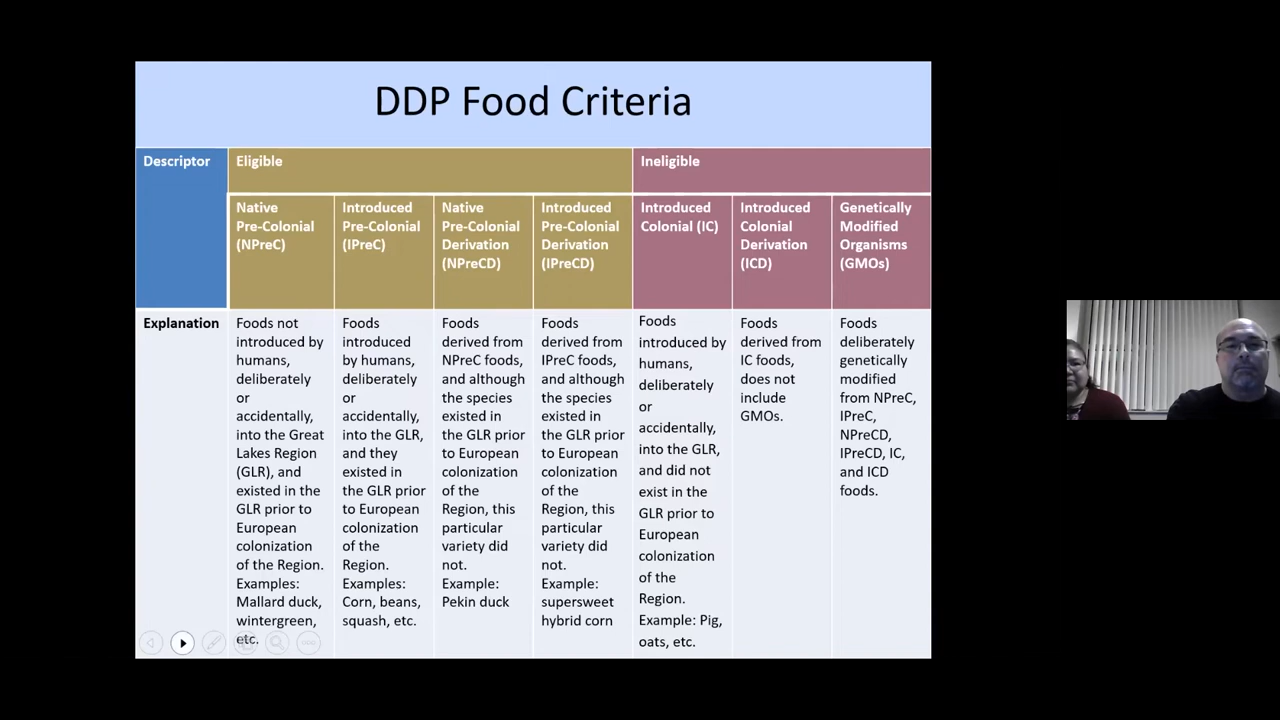 DDP Food Criteria
Descriptor
Eligible
Ineligible
Native
Pre-Colonial
(NPreC)
Introduced
Pre-Colonial
(IPreC)
Native
Pre-Colonial
Derivation
(NPreCD)
Introduced
Pre-Colonial
Derivation
(IPreCD)
Introduced
Colonial (IC)
Introduced
Colonial
Derivation
(ICD)
Genetically
Modified
Organisms
(GMOs)
Explanation
Foods not
introduced by
humans,
deliberately
or
accidentally,
into the Great
Lakes Region
(GLR), and
existed in the
GLR prior to
European
colonization
of the Region.
Examples:
Mallard duck,
wintergreen,
etc.
Foods
introduced
by humans,
deliberately
or
accidentally,
into the GLR,
and they
existed in
the GLR prior
to European
colonization
of the
Region.
Examples:
Corn, beans,
squash, etc.
Foods
derived from
NPreC foods,
and although
the species
existed in
the GLR prior
to European
colonization
of the
Region, this
particular
variety did
not.
Example:
Pekin duck
Foods
derived from
IPreC foods,
and although
the species
existed in
the GLR prior
to European
colonization
of the
Region, this
particular
variety did
not.
Example:
supersweet
hybrid corn
Foods
introduced by
humans,
deliberately
or
accidentally,
into the GLR,
and did not
exist in the
GLR prior to
European
colonization
of the
Region.
Example: Pig,
oats, etc.
Foods
derived from
IC foods,
does not
include
GMOs.
Foods
deliberately
genetically
modified
from NPreC,
IPreC,
NPreCD,
IPreCD, IC,
and ICD
foods.